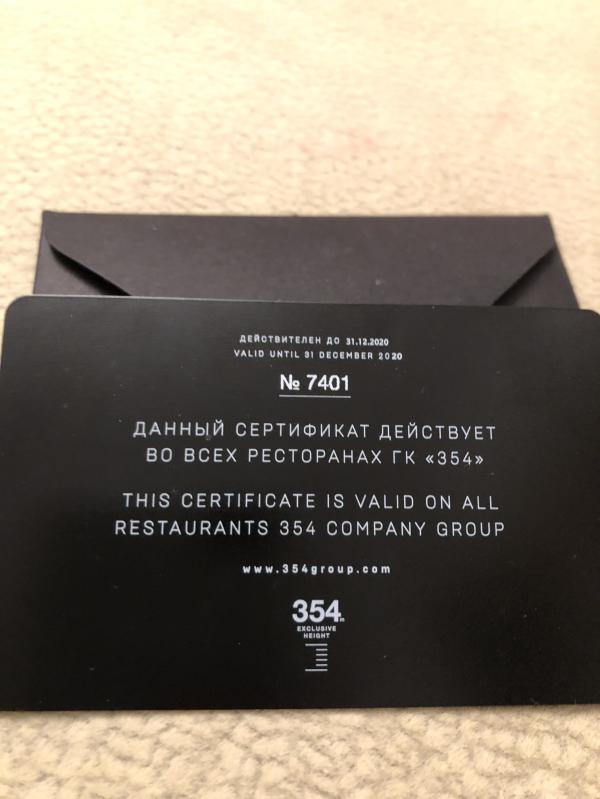 ДЕЙСТВИТЕЛЕН ДО 31.12.2020
VALID UNTIL 31 DECEMBER 2020
№ 7401
ДАННЫЙ СЕРТИФИКАТ ДЕЙСТВУЕТ
ВО ВСЕХ РЕСТОРАНАХ ГК «354»
THIS CERTIFICATE IS VALID ON ALL
RESTAURANTS 354 COMPANY GROUP
www.354group.com
354m
EXCLUSIVE
HEIGHT